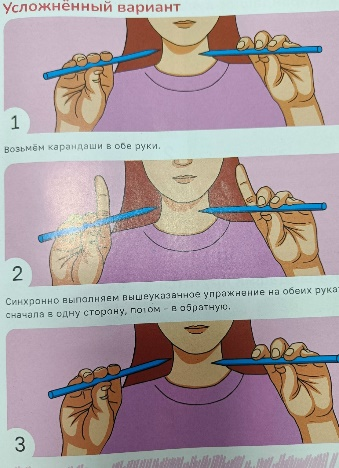 Усложнённый вариант
1
Возьмём карандаши в обе руки.
2
Синхронно выполняем вышеуказанное упражнение на обеих рука
сначала в одну сторону, потом – в обратную.
3